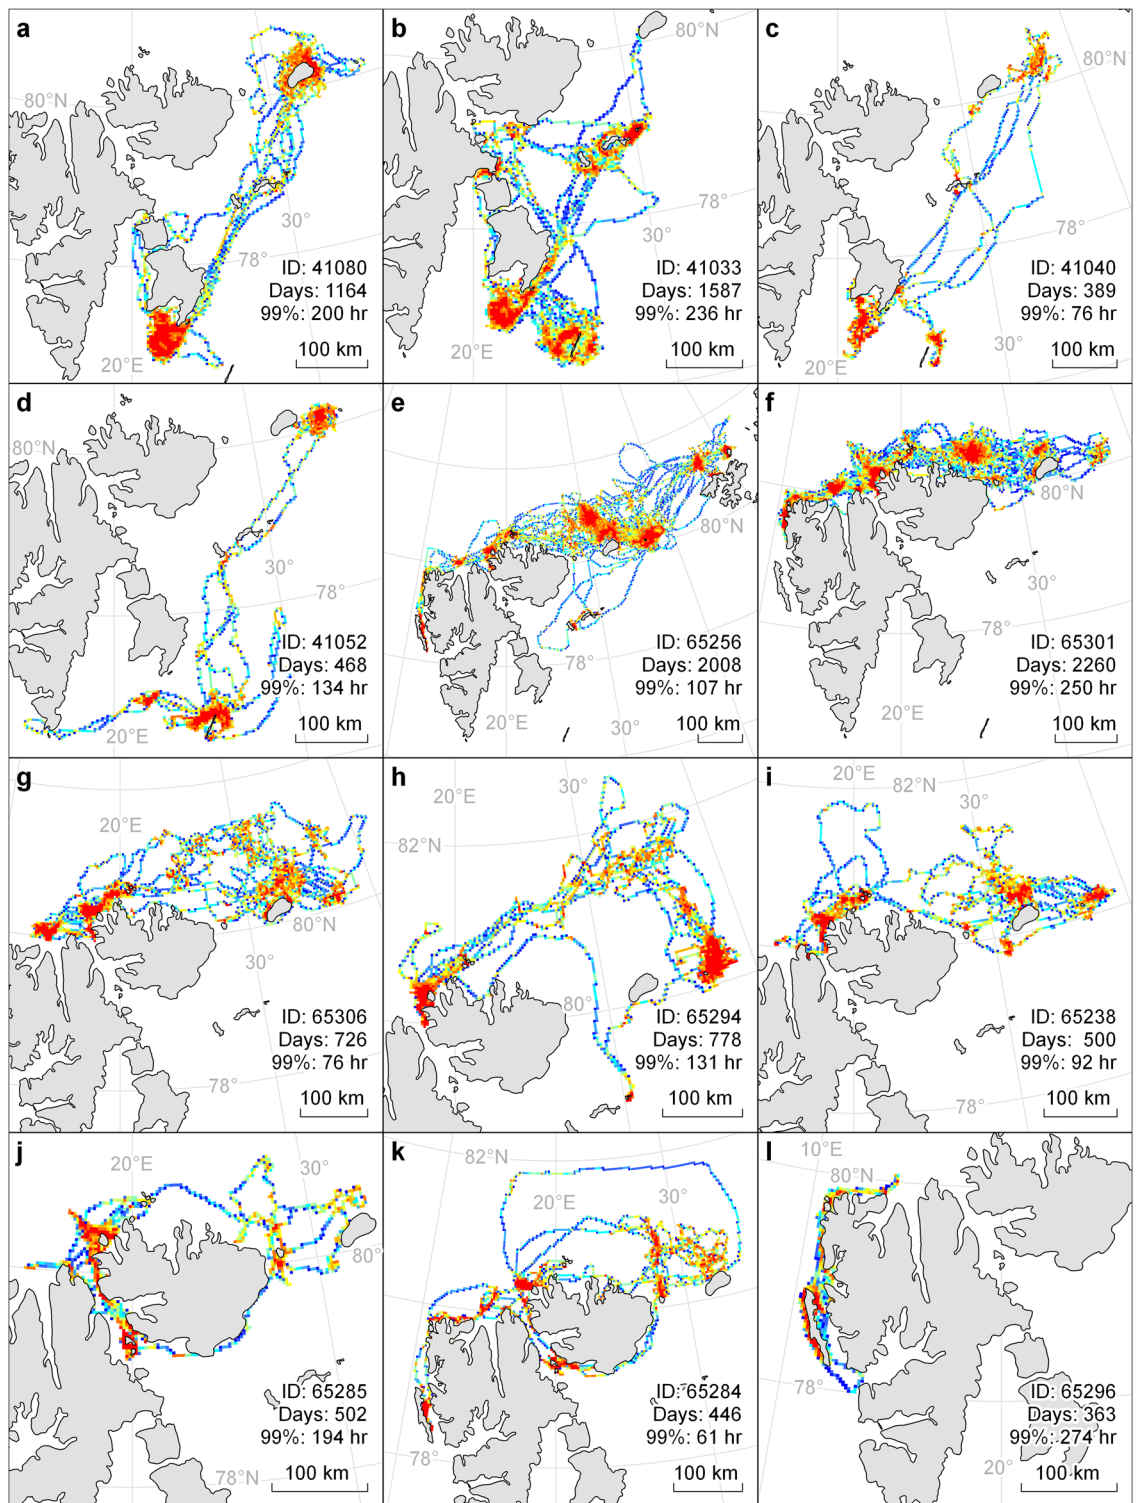 a
80°N
30°
78°
ID: 41080
Days: 1164
99%: 200 hr
20°E
100 km
b
80°N
78°
30°
ID: 41033
Days: 1587
99%: 236 hr
20°E
100 km
c
80°N
78°
ID: 41040
Days: 389
99%: 76 hr
30°
20°E
100 km
d
80°N
30°
78°
ID: 41052
Days: 468
99%: 134 hr
20°E
100 km
e
80°N
ID: 65256
78°
Days: 2008
99%: 107 hr
20°E
30°
100 km
f
80°N
30°
78°
ID: 65301
Days: 2260
99%: 250 hr
20°E
100 km
g
20°E
80°N
30°
ID: 65306
Days: 726
99%: 76 hr
78°
100 km
h
20°E
30°
82°N
80°
ID: 65294
Days: 778
99%: 131 hr
100 km
i
20°E
82°N
30°
80°
ID: 65238
Days: 500
99%: 92 hr
78°
100 km
j
20°E
30°
80°
ID: 65285
Days: 502
99%: 194 hr
78°N
100 km
k
82°N
20°E
30°
80°
ID: 65284
Days: 446
99%: 61 hr
78°
100 km
l
10°E
80°N
78°
ID: 65296
Days: 363
99%: 274 hr
20°
100 km